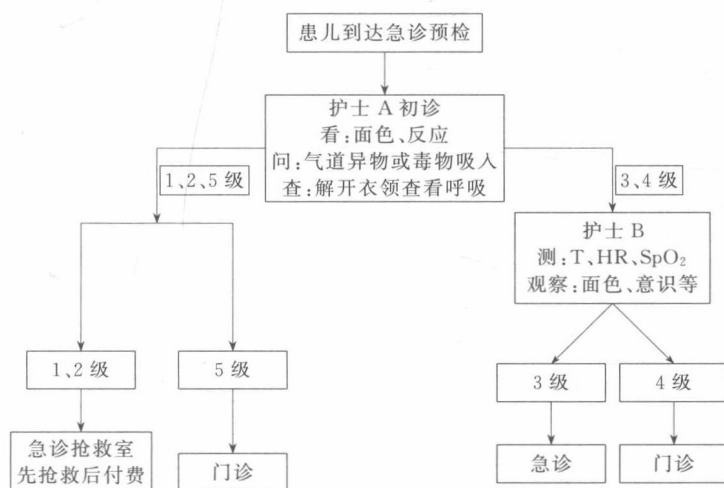 患儿到达急诊预检
护士 A 初诊
看:面色、反应
问:气道异物或毒物吸入
查:解开衣领查看呼吸
1、2、5 级
3、4 级
护士 B
测:T、HR、SpO₂
观察:面色、意识等
1、2 级
5 级
3 级
4 级
急诊抢救室
先抢救后付费
门诊
急诊
门诊